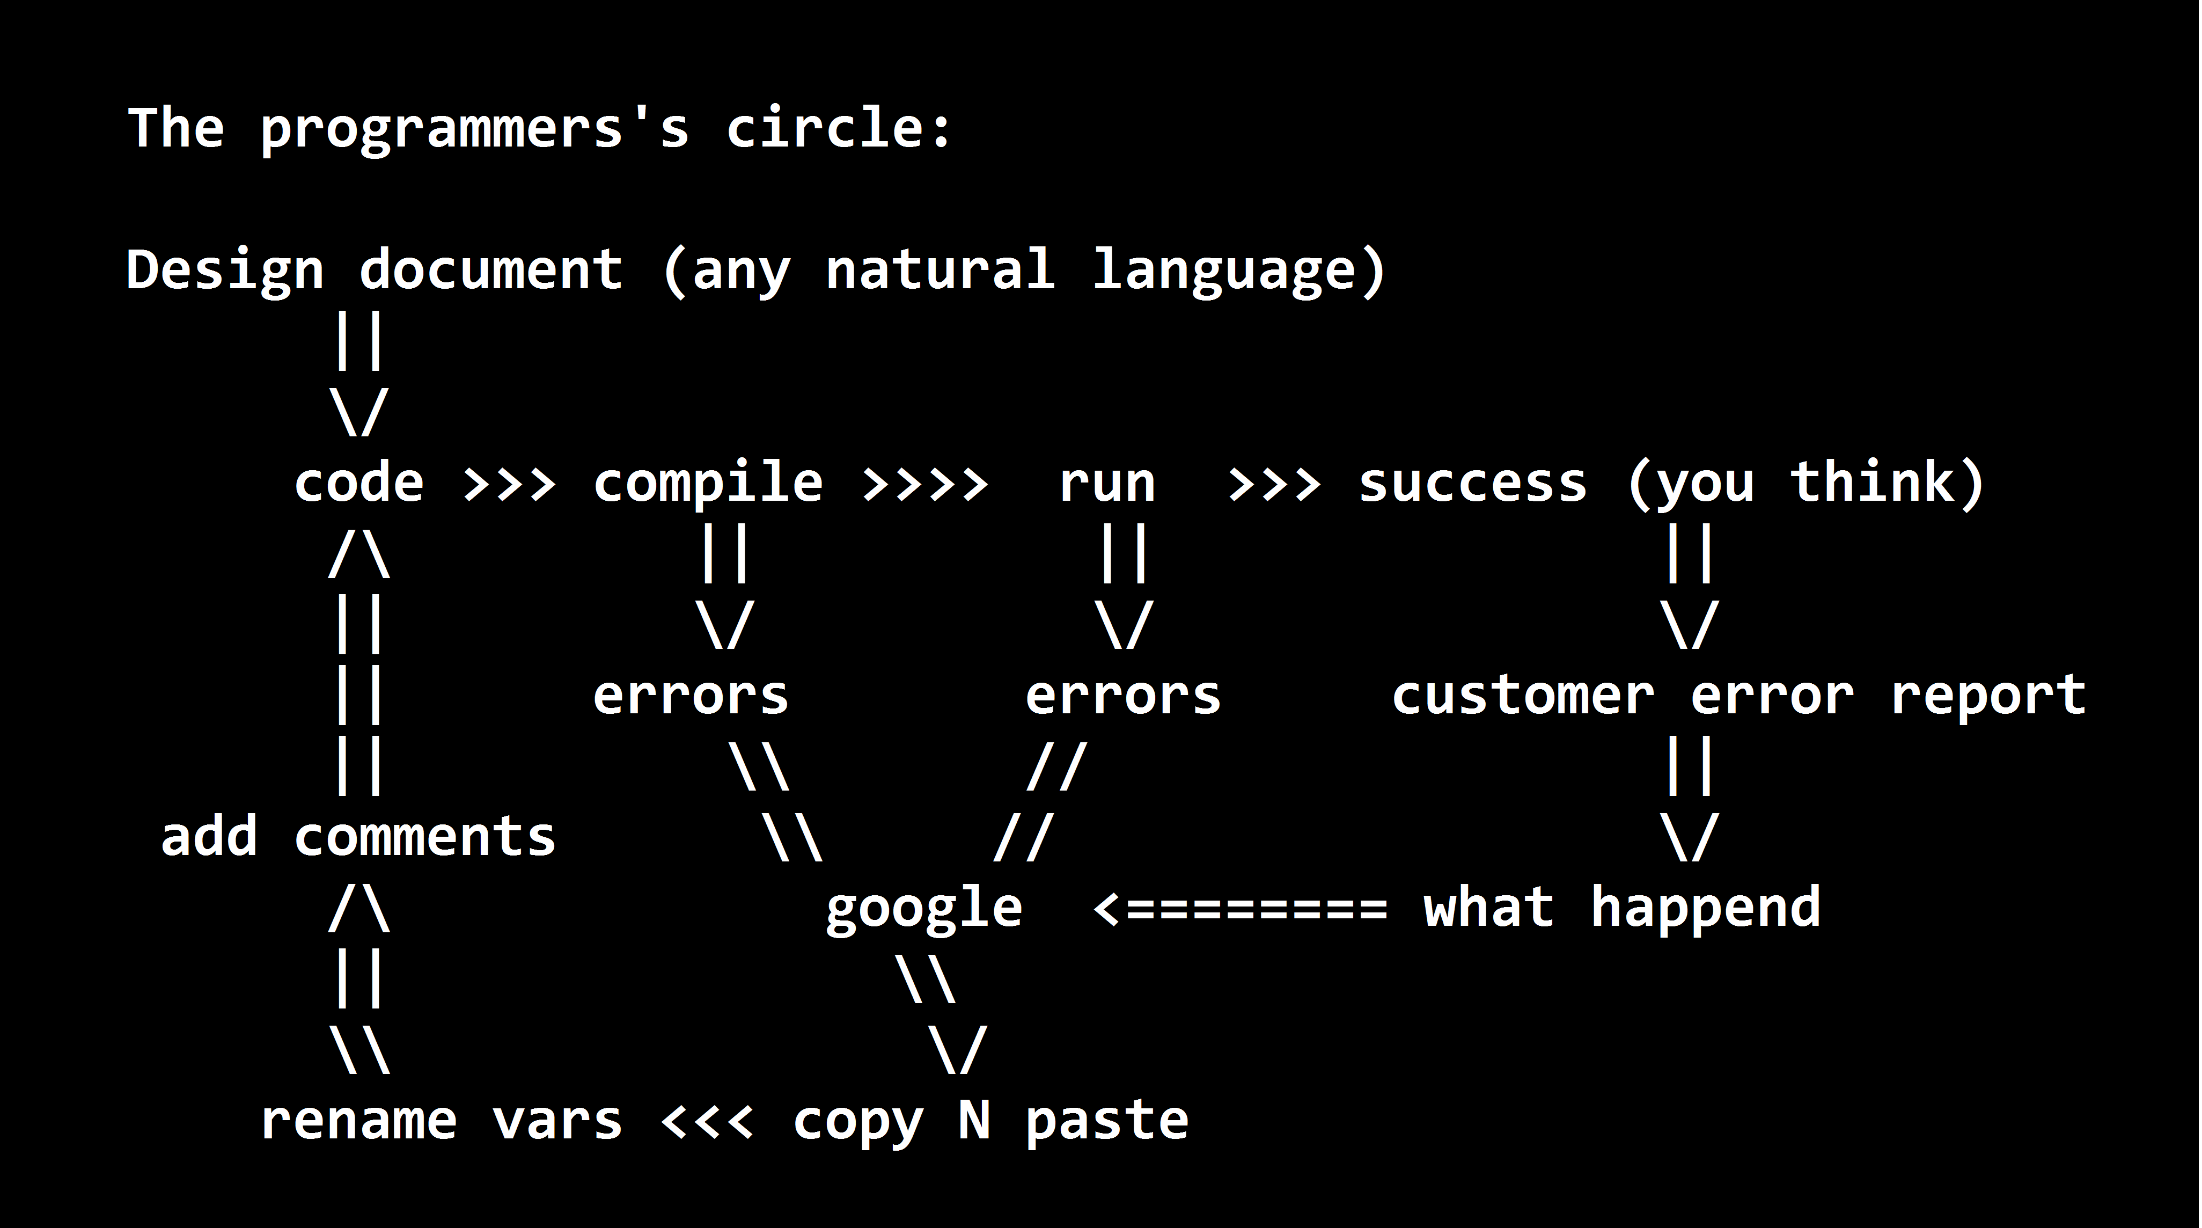 The programmers's circle:
Design document (any natural language)
||
\/
code >>> compile >>>> run >>> success (you think)
/\ || || ||
|| \/ \/ \/
|| errors errors customer error report
|| \\ // ||
add comments \\ // \/
/\ google <======== what happend
|| \\
\\ \/
rename vars <<< copy N paste